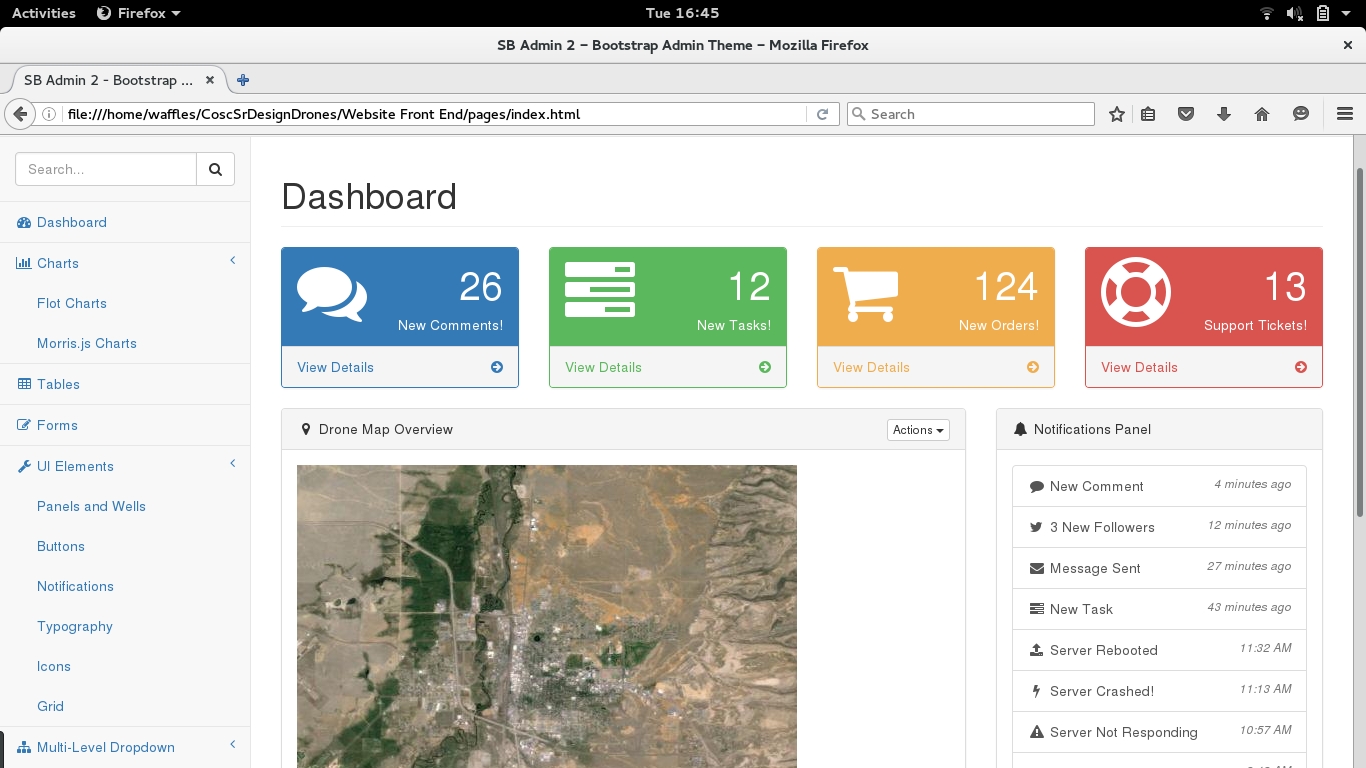 Activities Firefox Tue 16:45
SB Admin 2 – Bootstrap Admin Theme – Mozilla Firefox
SB Admin 2 - Bootstrap ...
file:///home/waffles/CoscSrDesignDrones/Website Front End/pages/index.html
Search
Search...
Dashboard
Charts
Flot Charts
Morris.js Charts
Tables
Forms
UI Elements
Panels and Wells
Buttons
Notifications
Typography
Icons
Grid
Multi-Level Dropdown
Dashboard
26
New Comments!
View Details
12
New Tasks!
View Details
124
New Orders!
View Details
13
Support Tickets!
View Details
Drone Map Overview
Actions
Notifications Panel
New Comment 4 minutes ago
3 New Followers 12 minutes ago
Message Sent 27 minutes ago
New Task 43 minutes ago
Server Rebooted 11:32 AM
Server Crashed! 11:13 AM
Server Not Responding 10:57 AM